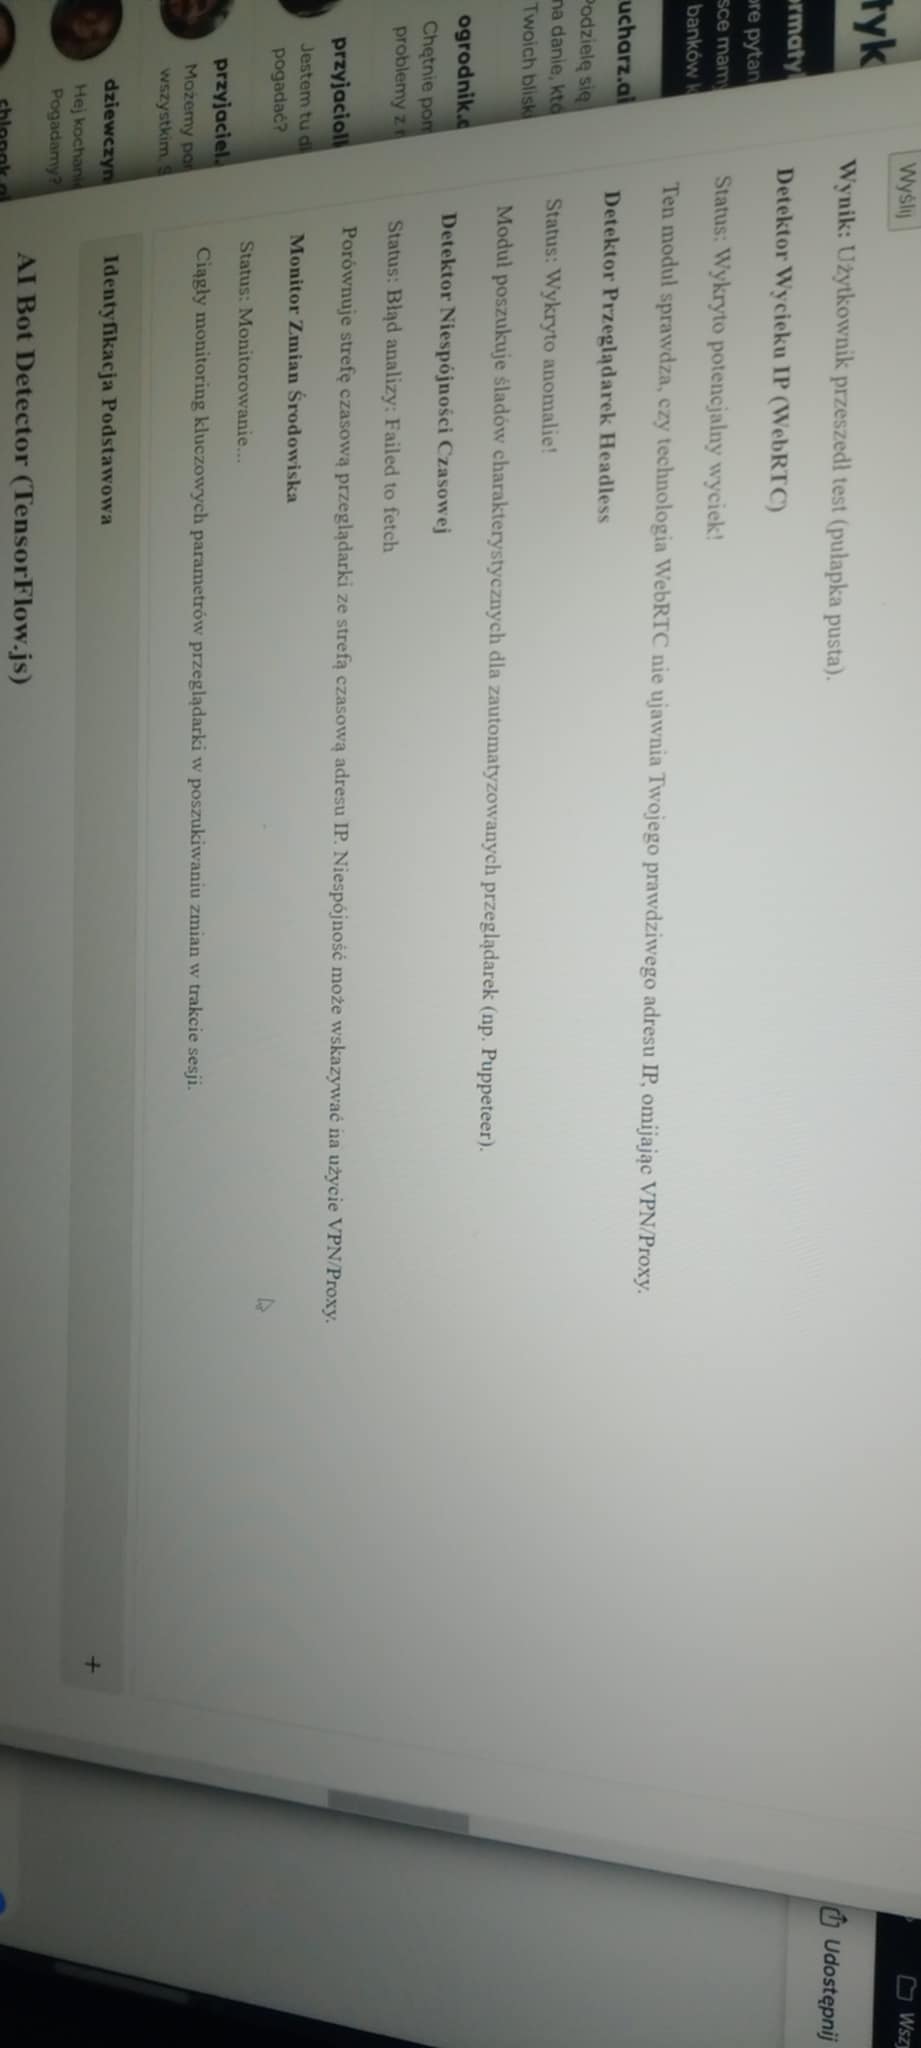 tyk
ormaty
ore pytan
sce mam
banków k
ucharz.ai
Podzielę się
na danie, któ
Twoich blisk
ogrodnik.
Chętnie pom
problemy z
przyjaciół
Jestem tu dl
pogadać?
przyjaciel.
Możemy po
wszystkim.
dziewczyn
Hej kochani
Pogadamy?
Wyślij
Wynik: Użytkownik przeszedł test (pułapka pusta).
Detektor Wycieku IP (WebRTC)
Status: Wykryto potencjalny wyciek!
Ten moduł sprawdza, czy technologia WebRTC nie ujawnia Twojego prawdziwego adresu IP, omijając VPN/Proxy.
Detektor Przeglądarek Headless
Status: Wykryto anomalie!
Moduł poszukuje śladów charakterystycznych dla zautomatyzowanych przeglądarek (np. Puppeteer).
Detektor Niespójności Czasowej
Status: Błąd analizy: Failed to fetch
Porównuje strefę czasową przeglądarki ze strefą czasową adresu IP. Niespójność może wskazywać na użycie VPN/Proxy.
Monitor Zmian Środowiska
Status: Monitorowanie...
Ciągły monitoring kluczowych parametrów przeglądarki w poszukiwaniu zmian w trakcie sesji.
Identyfikacja Podstawowa +
AI Bot Detector (TensorFlow.js)
Wsz
Udostępnij